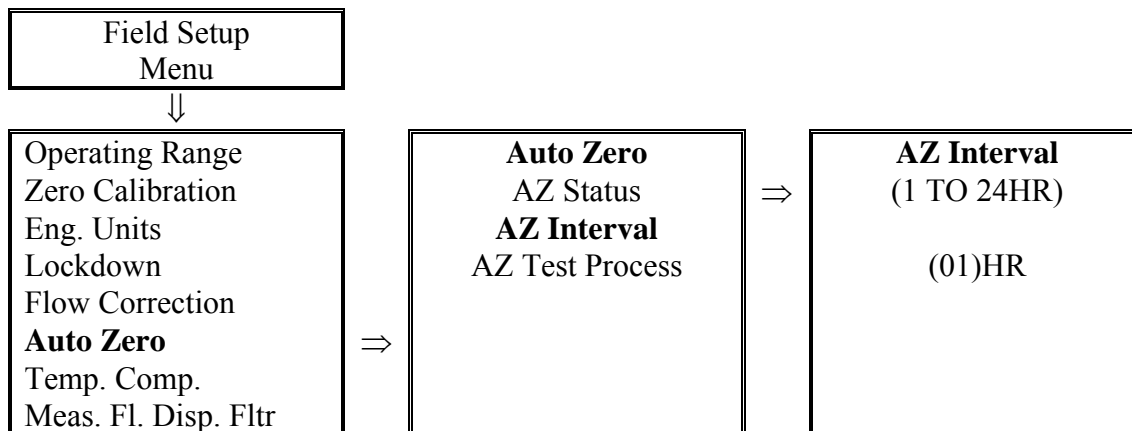 Field Setup
Menu
⇓
Operating Range
Zero Calibration
Eng. Units
Lockdown
Flow Correction
Auto Zero
Temp. Comp.
Meas. Fl. Disp. Fltr
⇒
Auto Zero
AZ Status
AZ Interval
AZ Test Process
⇒
AZ Interval
(1 TO 24HR)
(01)HR